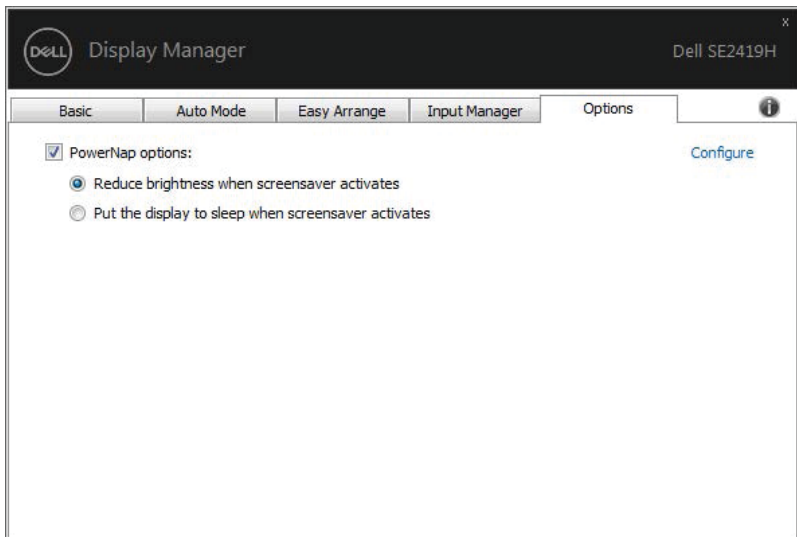 x
DELL Display Manager Dell SE2419H
Basic Auto Mode Easy Arrange Input Manager Options
PowerNap options: Configure
Reduce brightness when screensaver activates
Put the display to sleep when screensaver activates